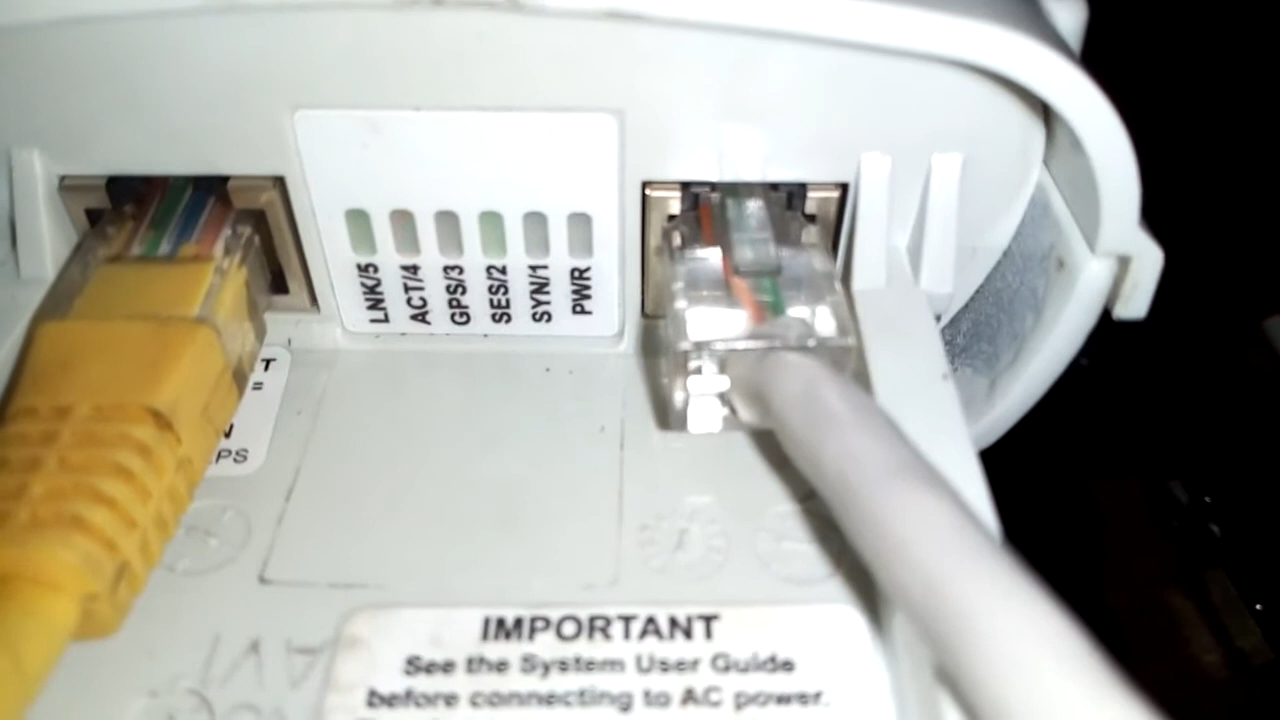 LNK/5
ACT/4
GPS/3
SES/2
SYN/1
PWR
T
=
PS
IMPORTANT
See the System User Guide
before connecting to AC power.